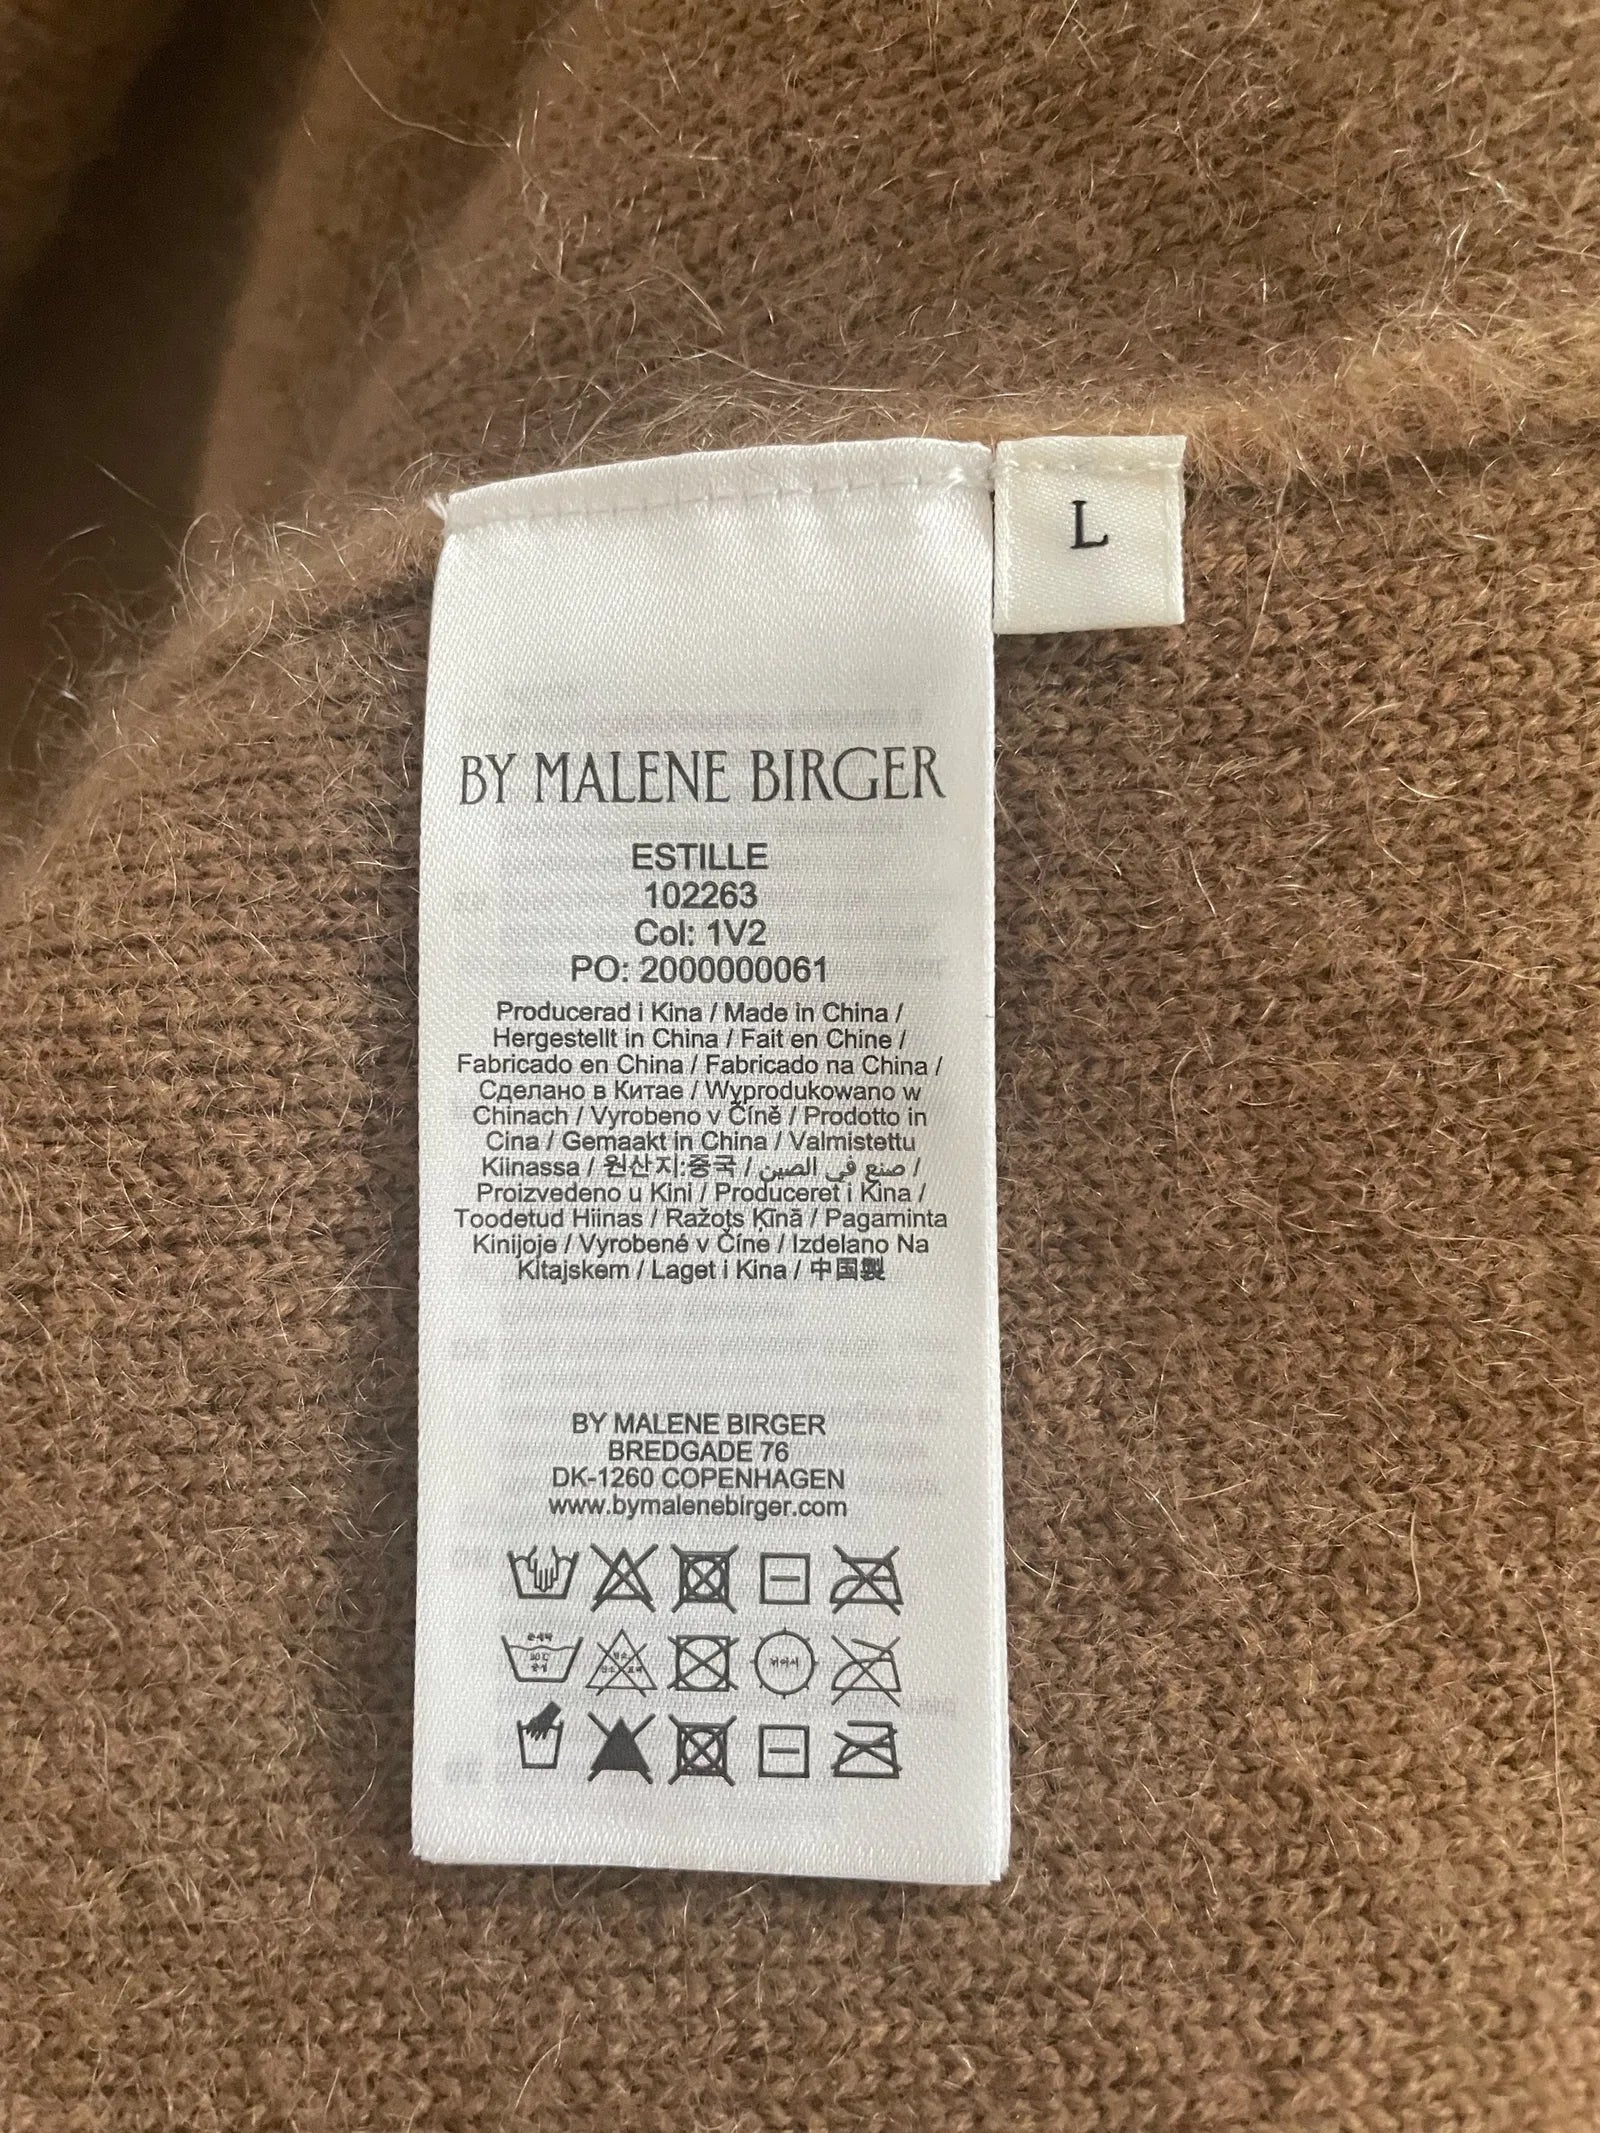 L
BY MALENE BIRGER
ESTILLE
102263
Col: 1V2
PO: 2000000061
Producerad i Kina / Made in China /
Hergestellt in China / Fait en Chine /
Fabricado en China / Fabricado na China /
Сделано в Китае / Wyprodukowano w
Chinach / Vyrobeno v Číně / Prodotto in
Cina / Gemaakt in China / Valmistettu
Kiinassa / 원산지:중국 / صنع في الصين /
Proizvedeno u Kini / Produceret i Kina /
Toodetud Hiinas / Ražots Ķīnā / Pagaminta
Kinijoje / Vyrobené v Číne / Izdelano Na
Kitajskem / Laget i Kina / 中国製
BY MALENE BIRGER
BREDGADE 76
DK-1260 COPENHAGEN
www.bymalenebirger.com